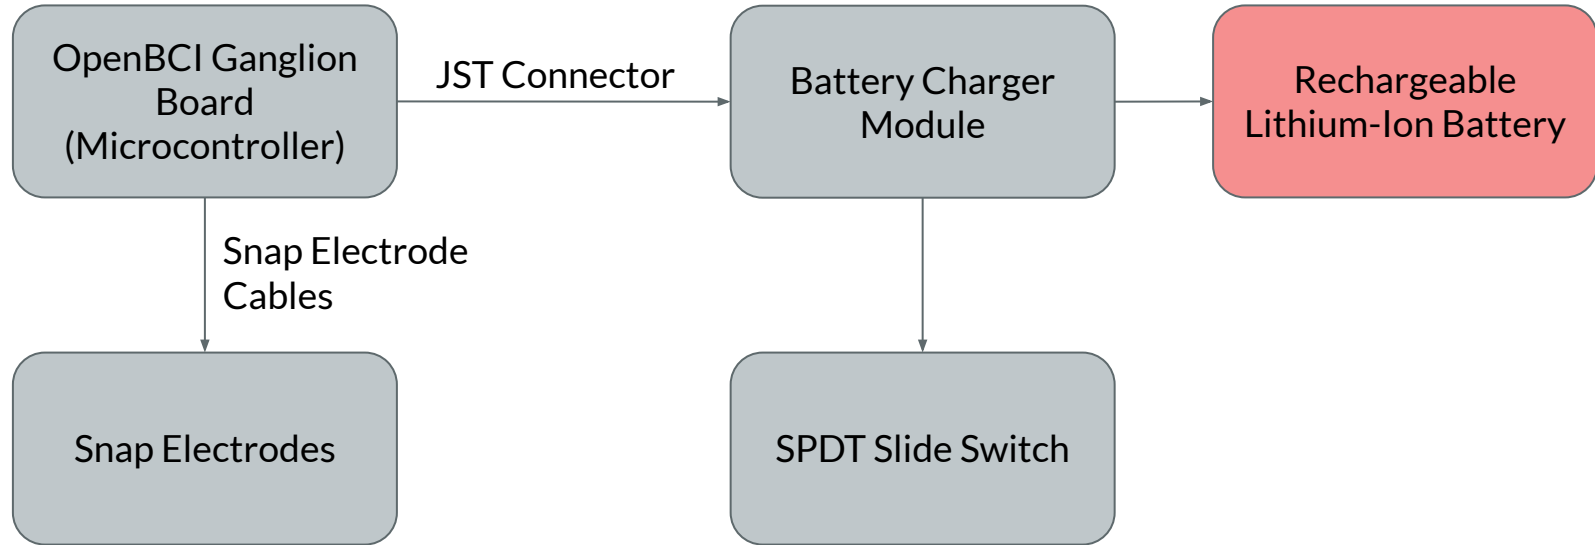 OpenBCI Ganglion
Board
(Microcontroller)
JST Connector
Battery Charger
Module
Rechargeable
Lithium-Ion Battery
Snap Electrode
Cables
Snap Electrodes
SPDT Slide Switch